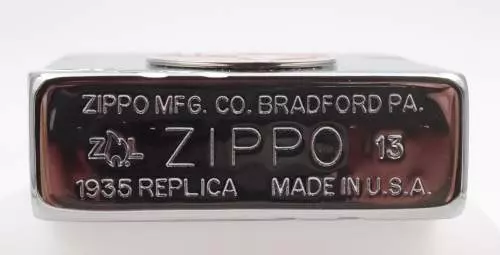 ZIPPO MFG. CO. BRADFORD PA.
Z L ZIPPO 13
1935 REPLICA MADE IN U.S.A.